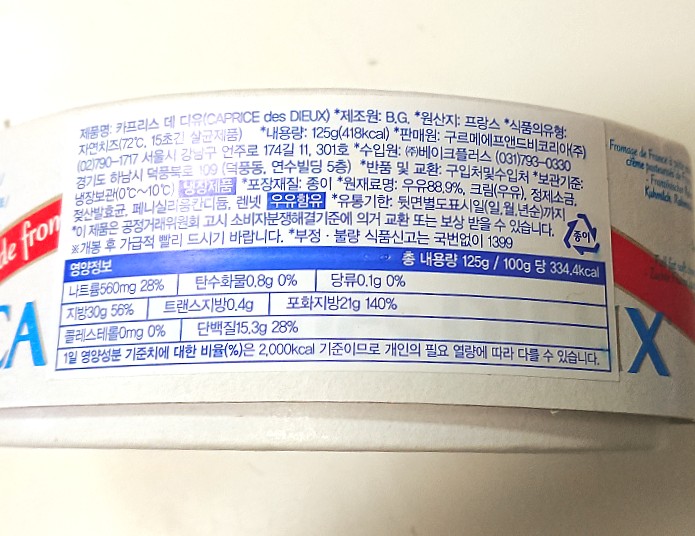 제품명: 카프리스 데 디유(CAPRICE des DIEUX) *제조원: B.G. *원산지: 프랑스 *식품의유형:
자연치즈(72℃, 15초간 살균제품) *내용량: 125g(418kcal) *판매원: 구르메에프앤드비코리아(주)
(02)790-1717 서울시 강남구 언주로 174길 11, 301호 *수입원: ㈜베이크플러스 (031)793-0330
경기도 하남시 덕풍북로 109 (덕풍동, 연수빌딩 5층) *반품 및 교환: 구입처및수입처 *보관기준:
냉장보관(0℃~10℃) 냉장제품 *포장재질: 종이 *원재료명: 우유88.9%, 크림(우유), 정제소금,
젖산발효균, 페니실리움칸디둠, 렌넷 우유함유 *유통기한: 뒷면별도표시일(일,월,년순)까지
*이 제품은 공정거래위원회 고시 소비자분쟁해결기준에 의거 교환 또는 보상 받을 수 있습니다.
※개봉 후 가급적 빨리 드시기 바랍니다. *부정·불량 식품신고는 국번없이 1399
종이
영양정보 총 내용량 125g / 100g 당 334.4kcal
나트륨560mg 28% 탄수화물0.8g 0% 당류0.1g 0%
지방30g 56% 트랜스지방0.4g 포화지방21g 140%
콜레스테롤0mg 0% 단백질15.3g 28%
1일 영양성분 기준치에 대한 비율(%)은 2,000kcal 기준이므로 개인의 필요 열량에 따라 다를 수 있습니다.
de from
CA
X
Fromage de France à
crème
Kuhmilch